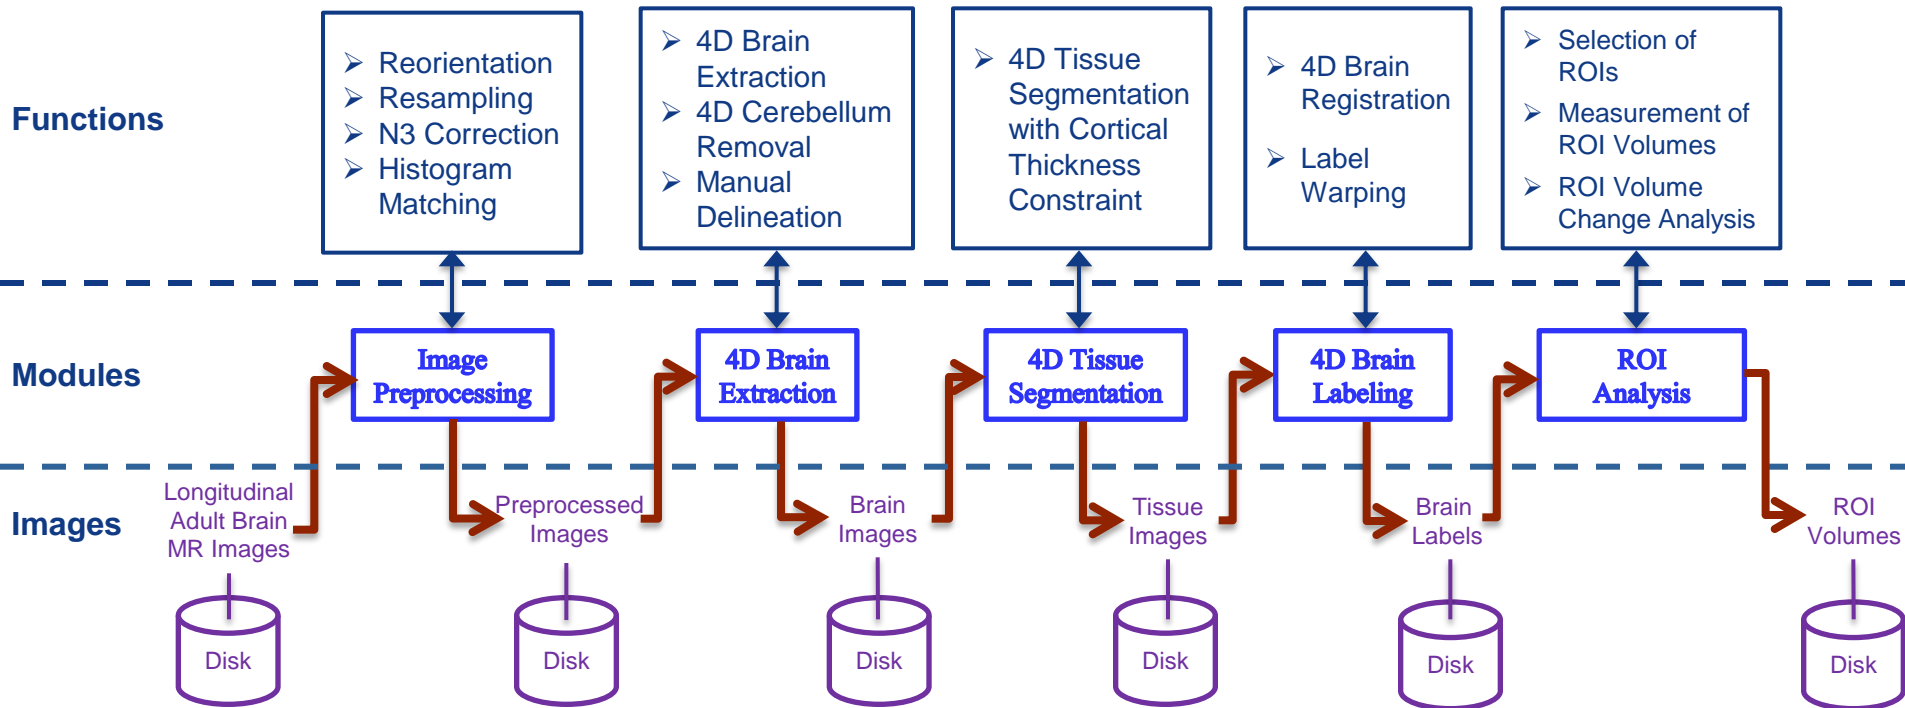 Functions
➢ Reorientation
➢ Resampling
➢ N3 Correction
➢ Histogram
Matching
➢ 4D Brain
Extraction
➢ 4D Cerebellum
Removal
➢ Manual
Delineation
➢ 4D Tissue
Segmentation
with Cortical
Thickness
Constraint
➢ 4D Brain
Registration
➢ Label
Warping
➢ Selection of
ROIs
➢ Measurement of
ROI Volumes
➢ ROI Volume
Change Analysis
Modules
Image
Preprocessing
4D Brain
Extraction
4D Tissue
Segmentation
4D Brain
Labeling
ROI
Analysis
Images
Longitudinal
Adult Brain
MR Images
Preprocessed
Images
Brain
Images
Tissue
Images
Brain
Labels
ROI
Volumes
Disk
Disk
Disk
Disk
Disk
Disk